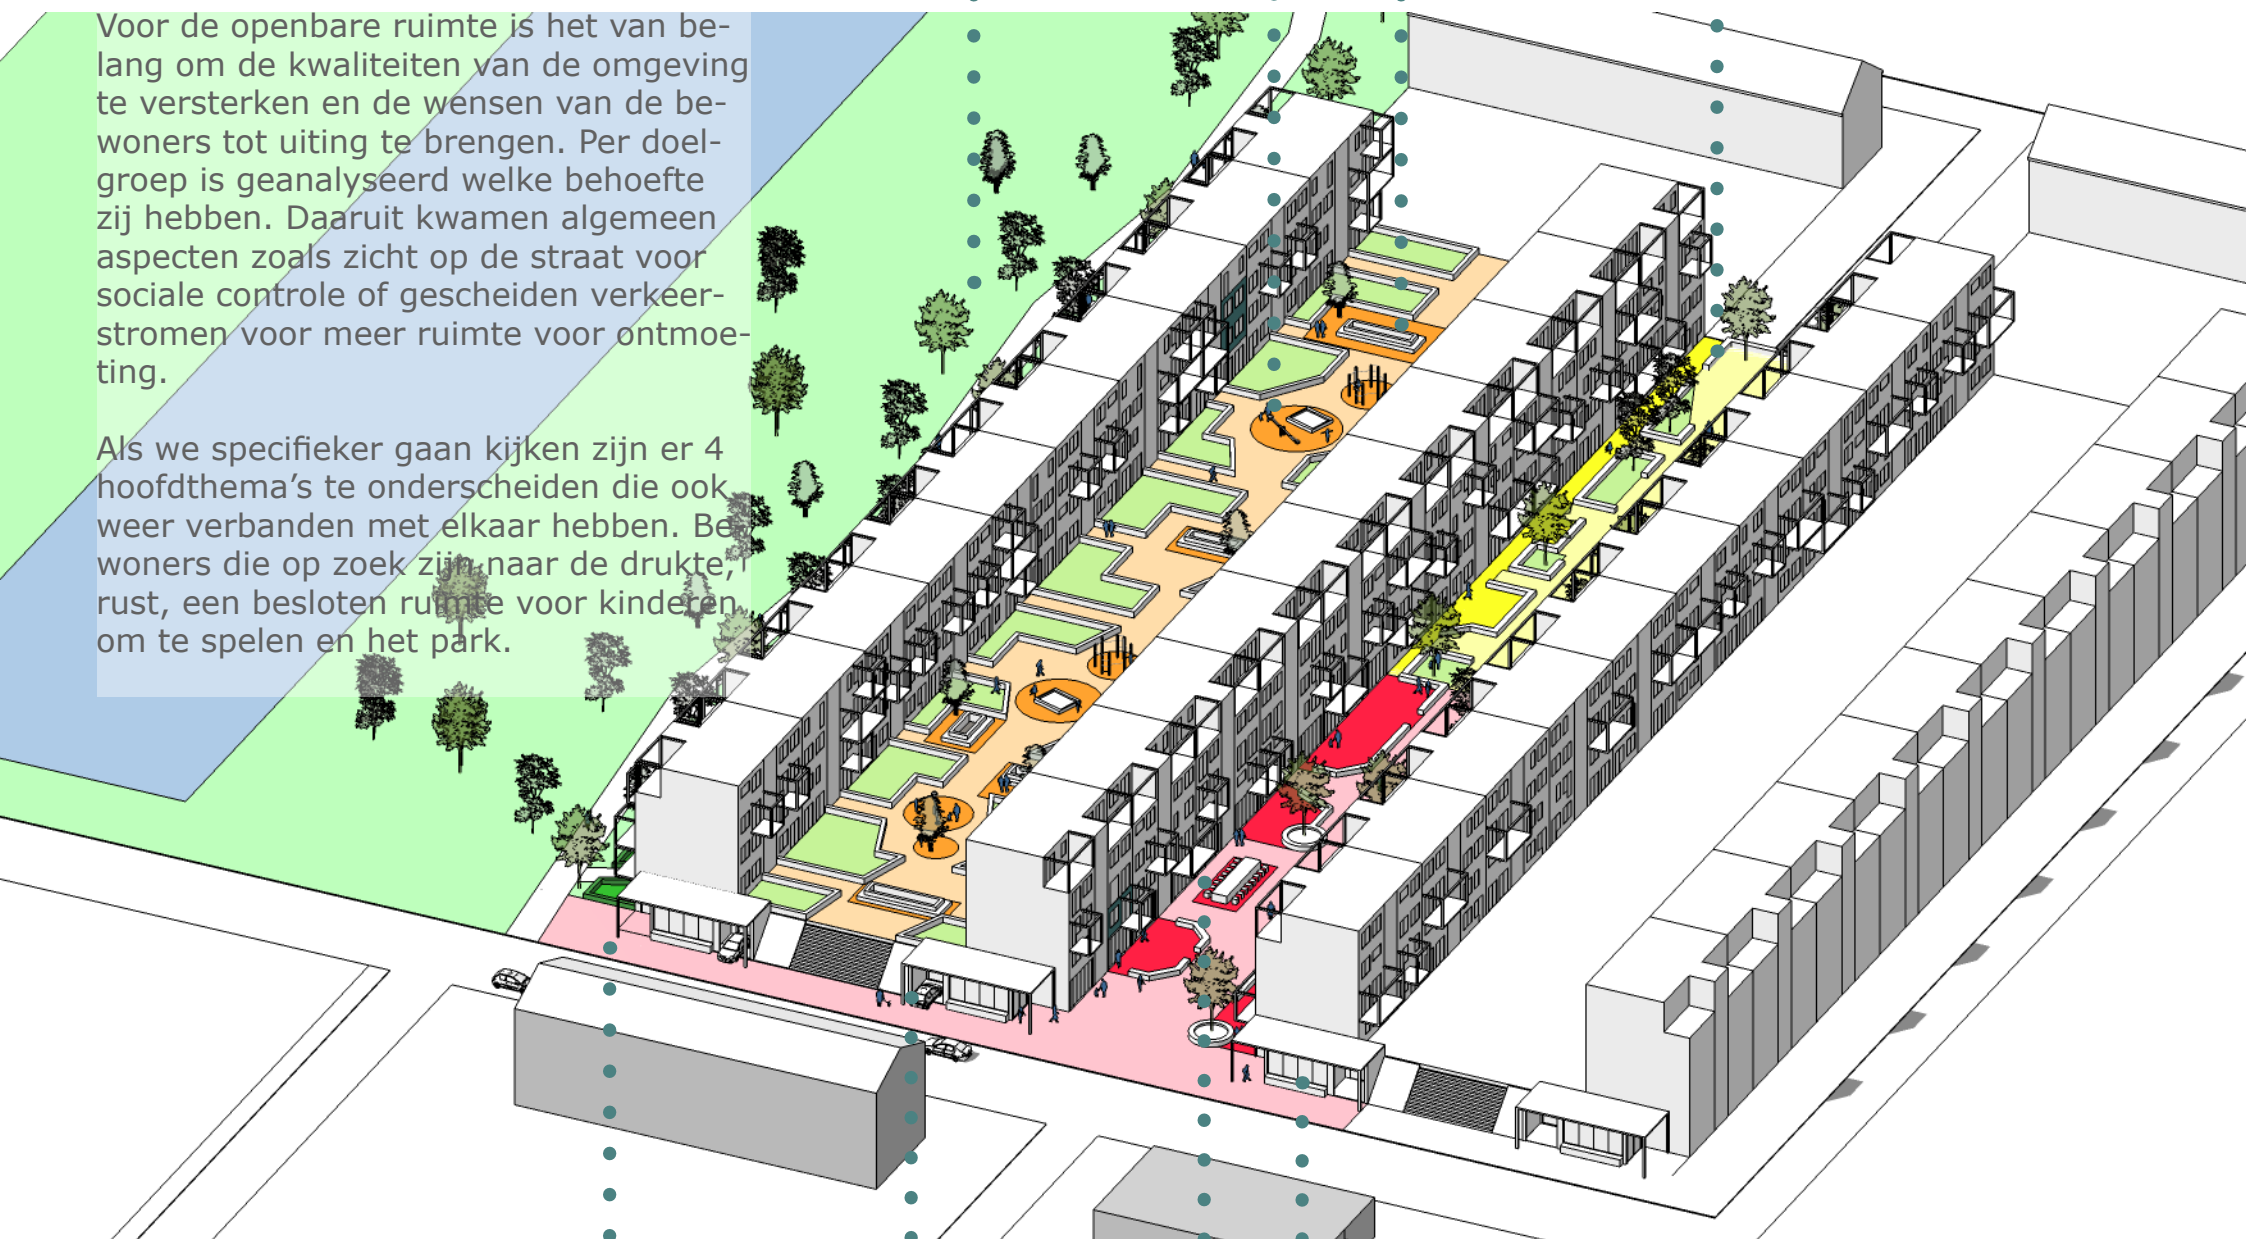 Voor de openbare ruimte is het van be-
lang om de kwaliteiten van de omgeving
te versterken en de wensen van de be-
woners tot uiting te brengen. Per doel-
groep is geanalyseerd welke behoefte
zij hebben. Daaruit kwamen algemeen
aspecten zoals zicht op de straat voor
sociale controle of gescheiden verkeer-
stromen voor meer ruimte voor ontmoe-
ting.
Als we specifieker gaan kijken zijn er 4
hoofdthema's te onderscheiden die ook
weer verbanden met elkaar hebben. Be
woners die op zoek zijn naar de drukte,
rust, een besloten ruimte voor kinderen
om te spelen en het park.